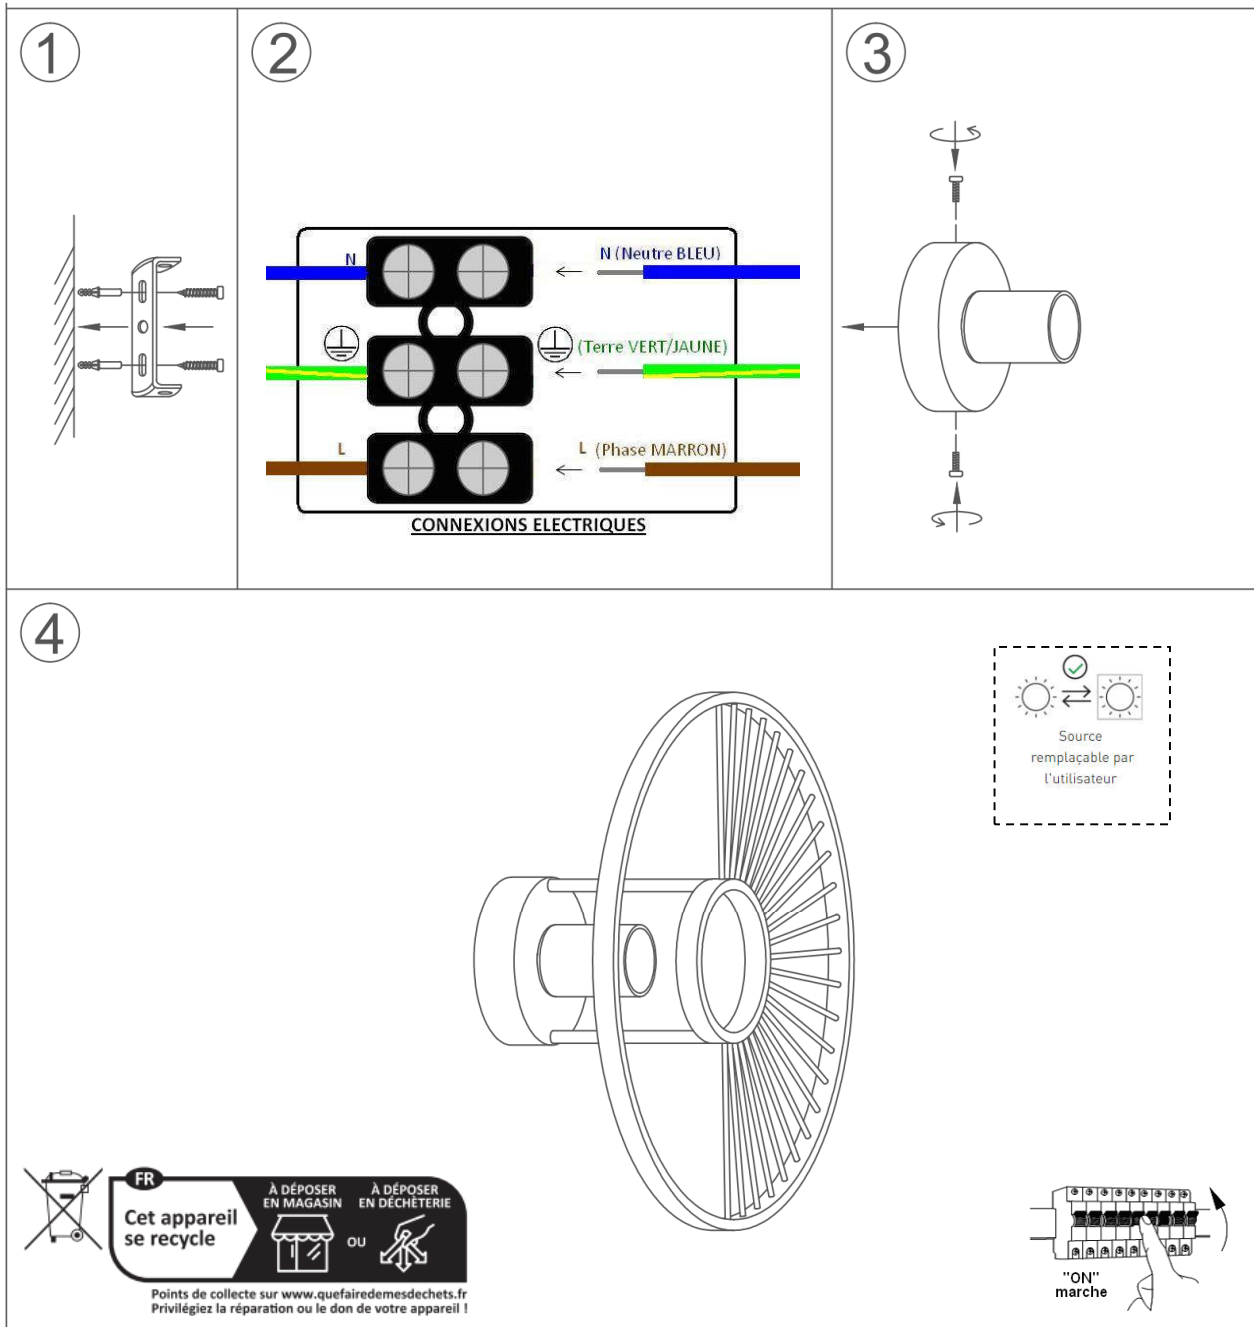 1
2
3
N
N (Neutre BLEU)
(Terre VERT/JAUNE)
L
L (Phase MARRON)
CONNEXIONS ELECTRIQUES
4
Source
remplaçable par
l'utilisateur
FR
Cet appareil
se recycle
À DÉPOSER
EN MAGASIN
OU
À DÉPOSER
EN DÉCHÈTERIE
Points de collecte sur www.quefairedemesdechets.fr
Privilégiez la réparation ou le don de votre appareil !
"ON"
marche